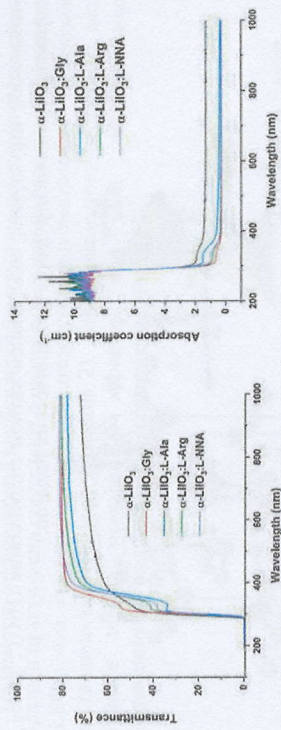 Transmittance (%)
100
80
60
40
20
0
α-LiIO₃
α-LiIO₃:Gly
α-LiIO₃:L-Ala
α-LiIO₃:L-Arg
α-LiIO₃:L-NNA
200
400
600
800
1000
Wavelength (nm)
Absorption coefficient (cm⁻¹)
14
12
10
8
6
4
2
0
α-LiIO₃
α-LiIO₃:Gly
α-LiIO₃:L-Ala
α-LiIO₃:L-Arg
α-LiIO₃:L-NNA
200
400
600
800
1000
Wavelength (nm)